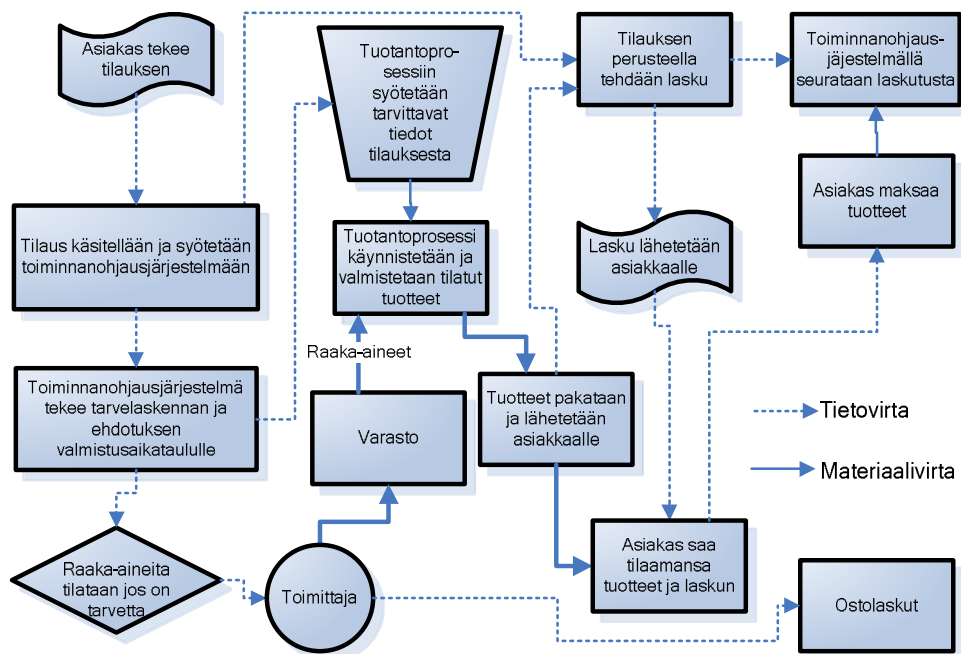 Asiakas tekee
tilauksen
Tilaus käsitellään ja syötetään
toiminnanohjausjärjestelmään
Toiminnanohjausjärjestelmä
tekee tarvelaskennan ja
ehdotuksen
valmistusaikataululle
Raaka-aineita
tilataan jos on
tarvetta
Toimittaja
Tuotantopro-
sessiin
syötetään
tarvittavat
tiedot
tilauksesta
Tuotantoprosessi
käynnistetään ja
valmistetaan tilatut
tuotteet
Raaka-aineet
Varasto
Tuotteet pakataan
ja lähetetään
asiakkaalle
Tilauksen
perusteella
tehdään lasku
Lasku lähetetään
asiakkaalle
Asiakas saa
tilaamansa
tuotteet ja laskun
Toiminnanohjaus-
järjestelmällä
seurataan laskutusta
Asiakas maksaa
tuotteet
Tietovirta
Materiaalivirta
Ostolaskut